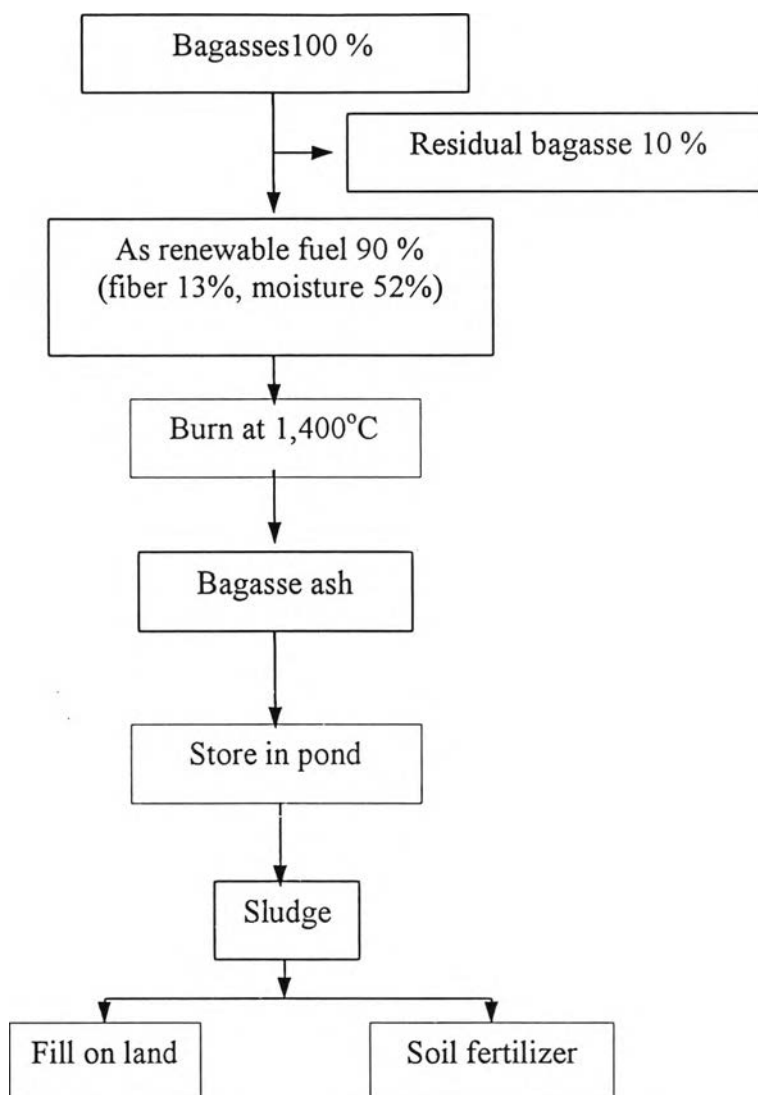 Bagasses100 %
Residual bagasse 10 %
As renewable fuel 90 %
(fiber 13%, moisture 52%)
Burn at 1,400°C
Bagasse ash
Store in pond
Sludge
Fill on land
Soil fertilizer